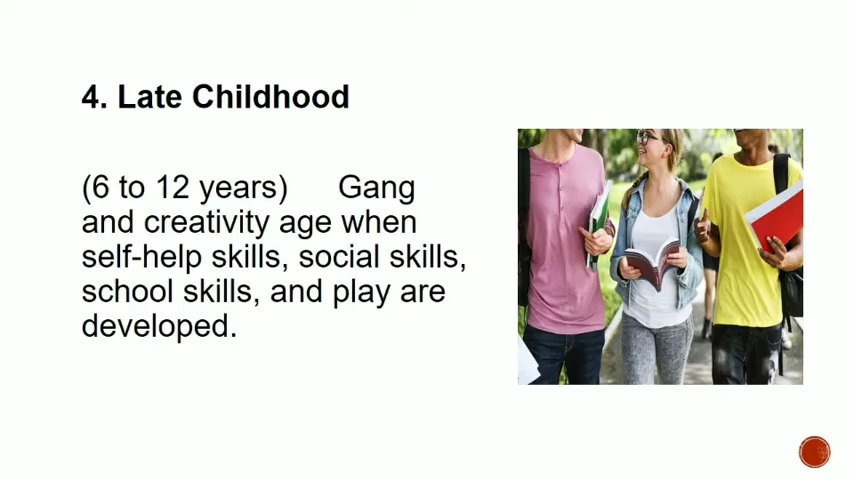 4. Late Childhood
(6 to 12 years) Gang
and creativity age when
self-help skills, social skills,
school skills, and play are
developed.